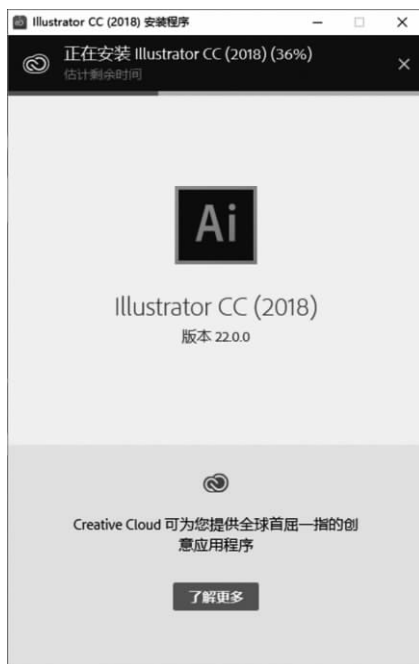 Illustrator CC (2018) 安装程序
正在安装 Illustrator CC (2018) (36%)
估计剩余时间
Ai
Illustrator CC (2018)
版本 22.0.0
Creative Cloud 可为您提供全球首屈一指的创
意应用程序
了解更多